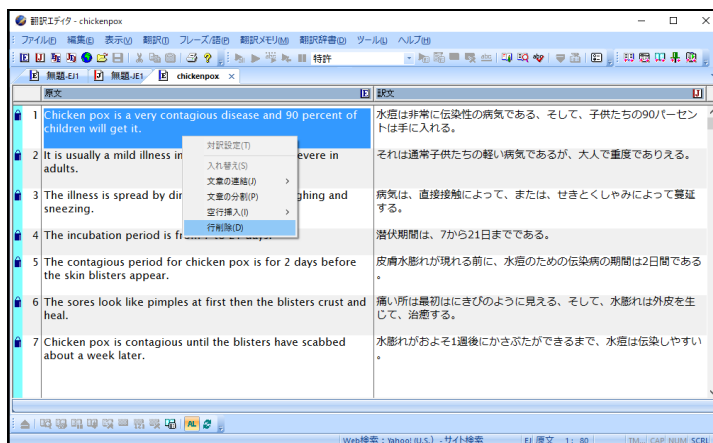 翻訳エディタ - chickenpox
ファイル(F) 編集(E) 表示(V) 翻訳(T) フレーズ/語(P) 翻訳メモリ(M) 翻訳辞書(D) ツール(L) ヘルプ(H)
特許
無題-EJ1 無題-JE1 chickenpox ×
原文 E 訳文 J
1 Chicken pox is a very contagious disease and 90 percent of
children will get it.
水痘は非常に伝染性の病気である、そして、子供たちの90パーセン
トは手に入れる。
対訳設定(T)
入れ替え(S)
文章の連結(J)
文章の分割(P)
空行挿入(I)
行削除(D)
2 It is usually a mild illness in evere in
adults.
それは通常子供たちの軽い病気であるが、大人で重度でありえる。
3 The illness is spread by dir ghing and
sneezing.
病気は、直接接触によって、または、せきとくしゃみによって蔓延
する。
4 The incubation period is fr
潜伏期間は、7から21日までである。
5 The contagious period for chicken pox is for 2 days before
the skin blisters appear.
皮膚水膨れが現れる前に、水痘のための伝染病の期間は2日間である
。
6 The sores look like pimples at first then the blisters crust and
heal.
痛い所は最初はにきびのように見える、そして、水膨れは外皮を生
じて、治癒する。
7 Chicken pox is contagious until the blisters have scabbed
about a week later.
水膨れがおよそ1週後にかさぶたができるまで、水痘は伝染しやすい
。
AL
Web検索 : Yahoo! (U.S.) - サイト検索 EJ 原文 1: 80 TM... CAP NUM SCRL